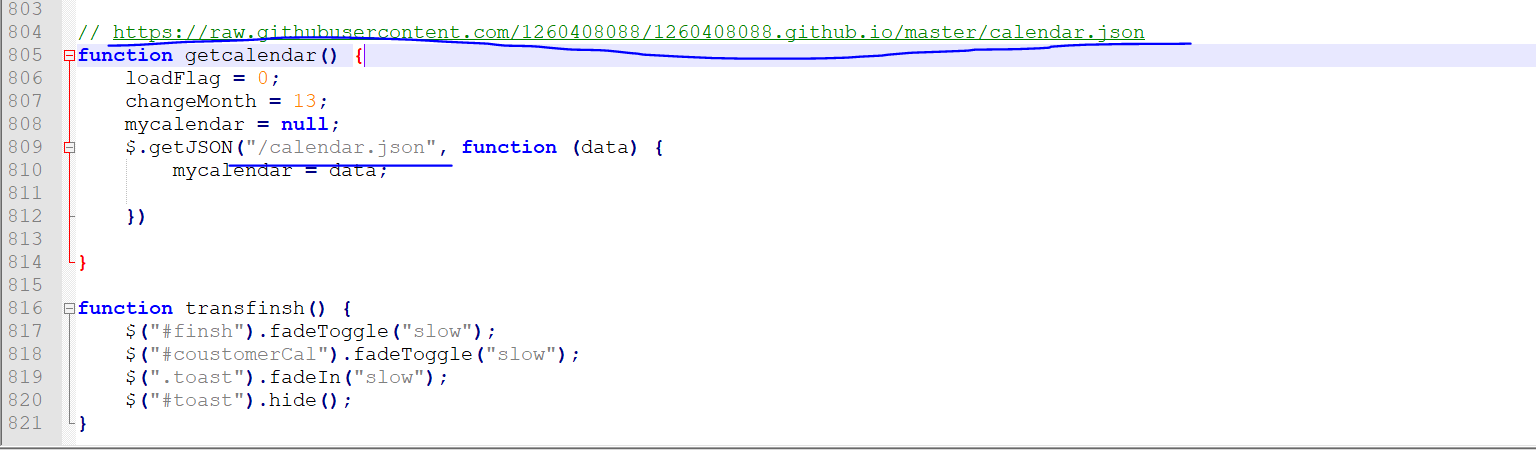 803
804 // https://raw.githubusercontent.com/1260408088/1260408088.github.io/master/calendar.json
805 function getcalendar() {
806 loadFlag = 0;
807 changeMonth = 13;
808 mycalendar = null;
809 $.getJSON("/calendar.json", function (data) {
810 mycalendar = data;
811
812 })
813
814 }
815
816 function transfinsh() {
817 $("#finsh").fadeToggle("slow");
818 $("#coustomerCal").fadeToggle("slow");
819 $(".toast").fadeIn("slow");
820 $("#toast").hide();
821 }